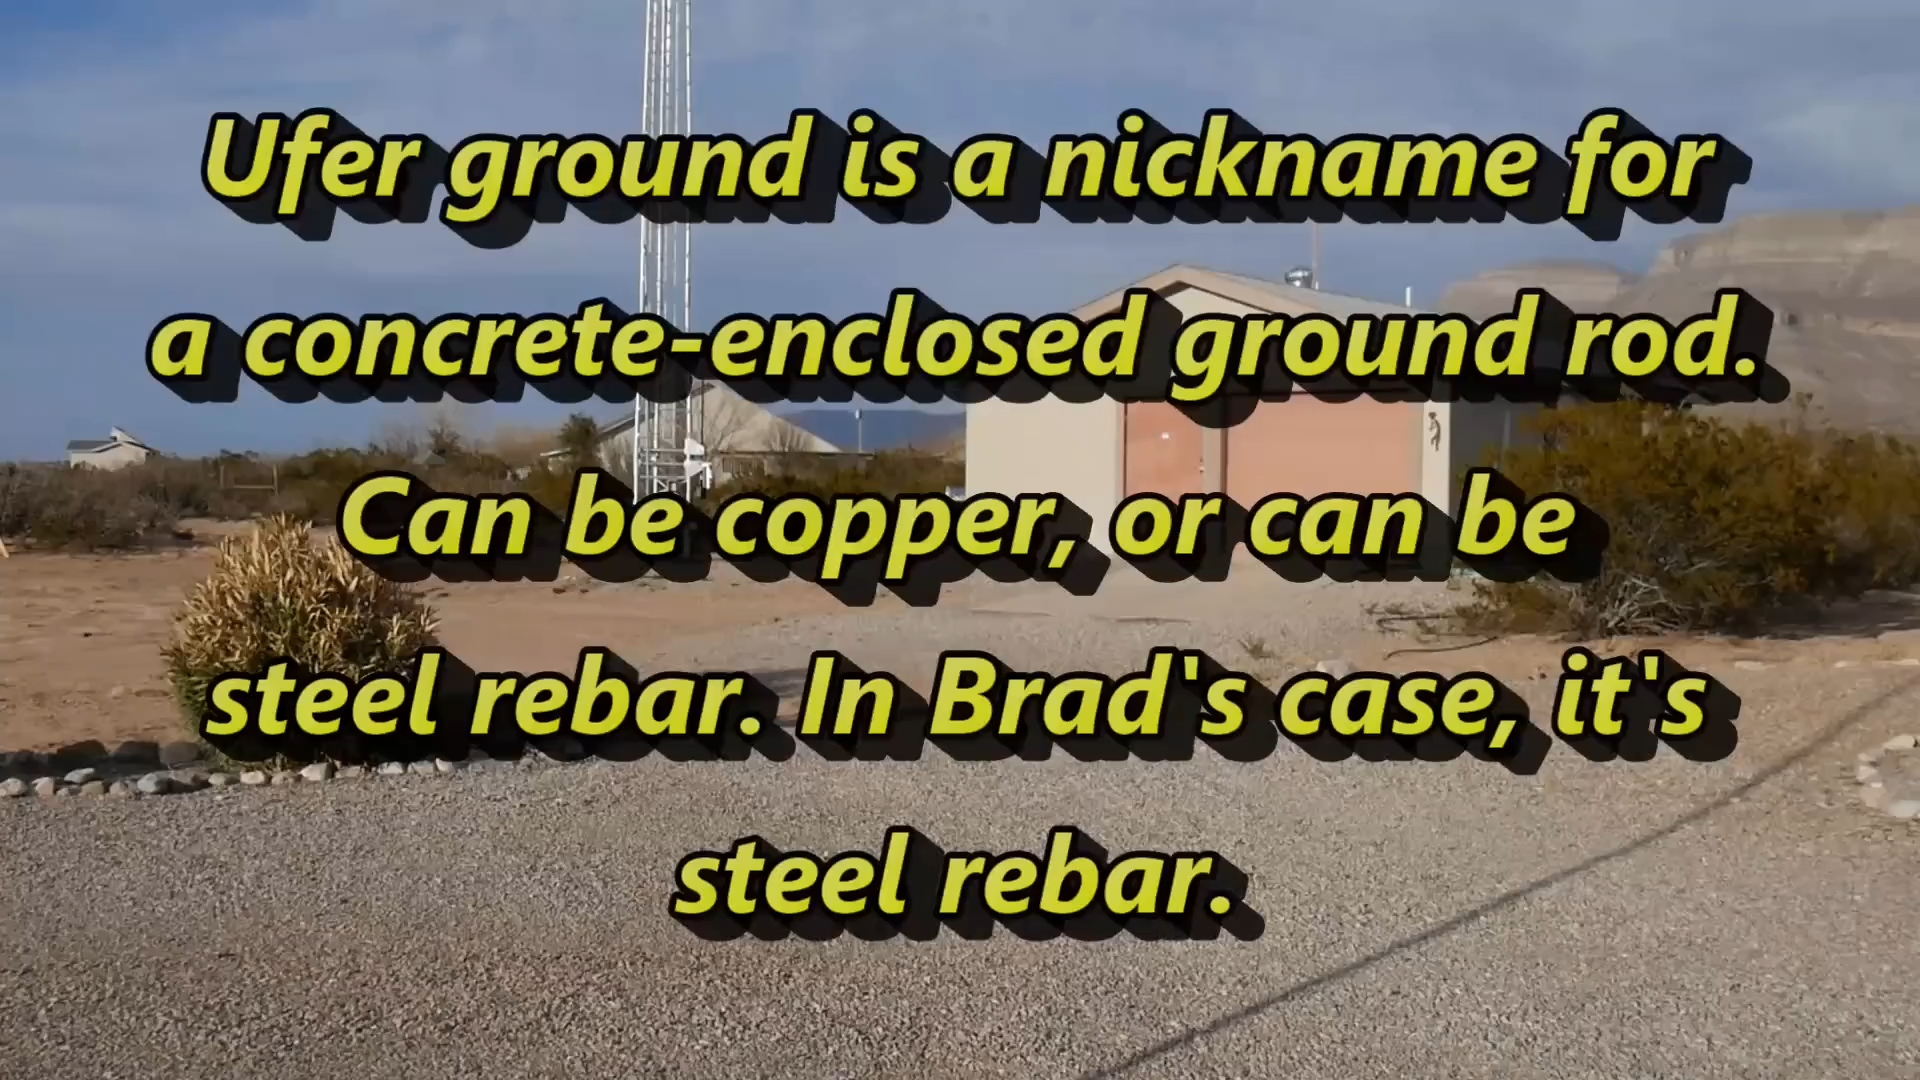 Ufer ground is a nickname for
a concrete-enclosed ground rod.
Can be copper, or can be
steel rebar. In Brad's case, it's
steel rebar.